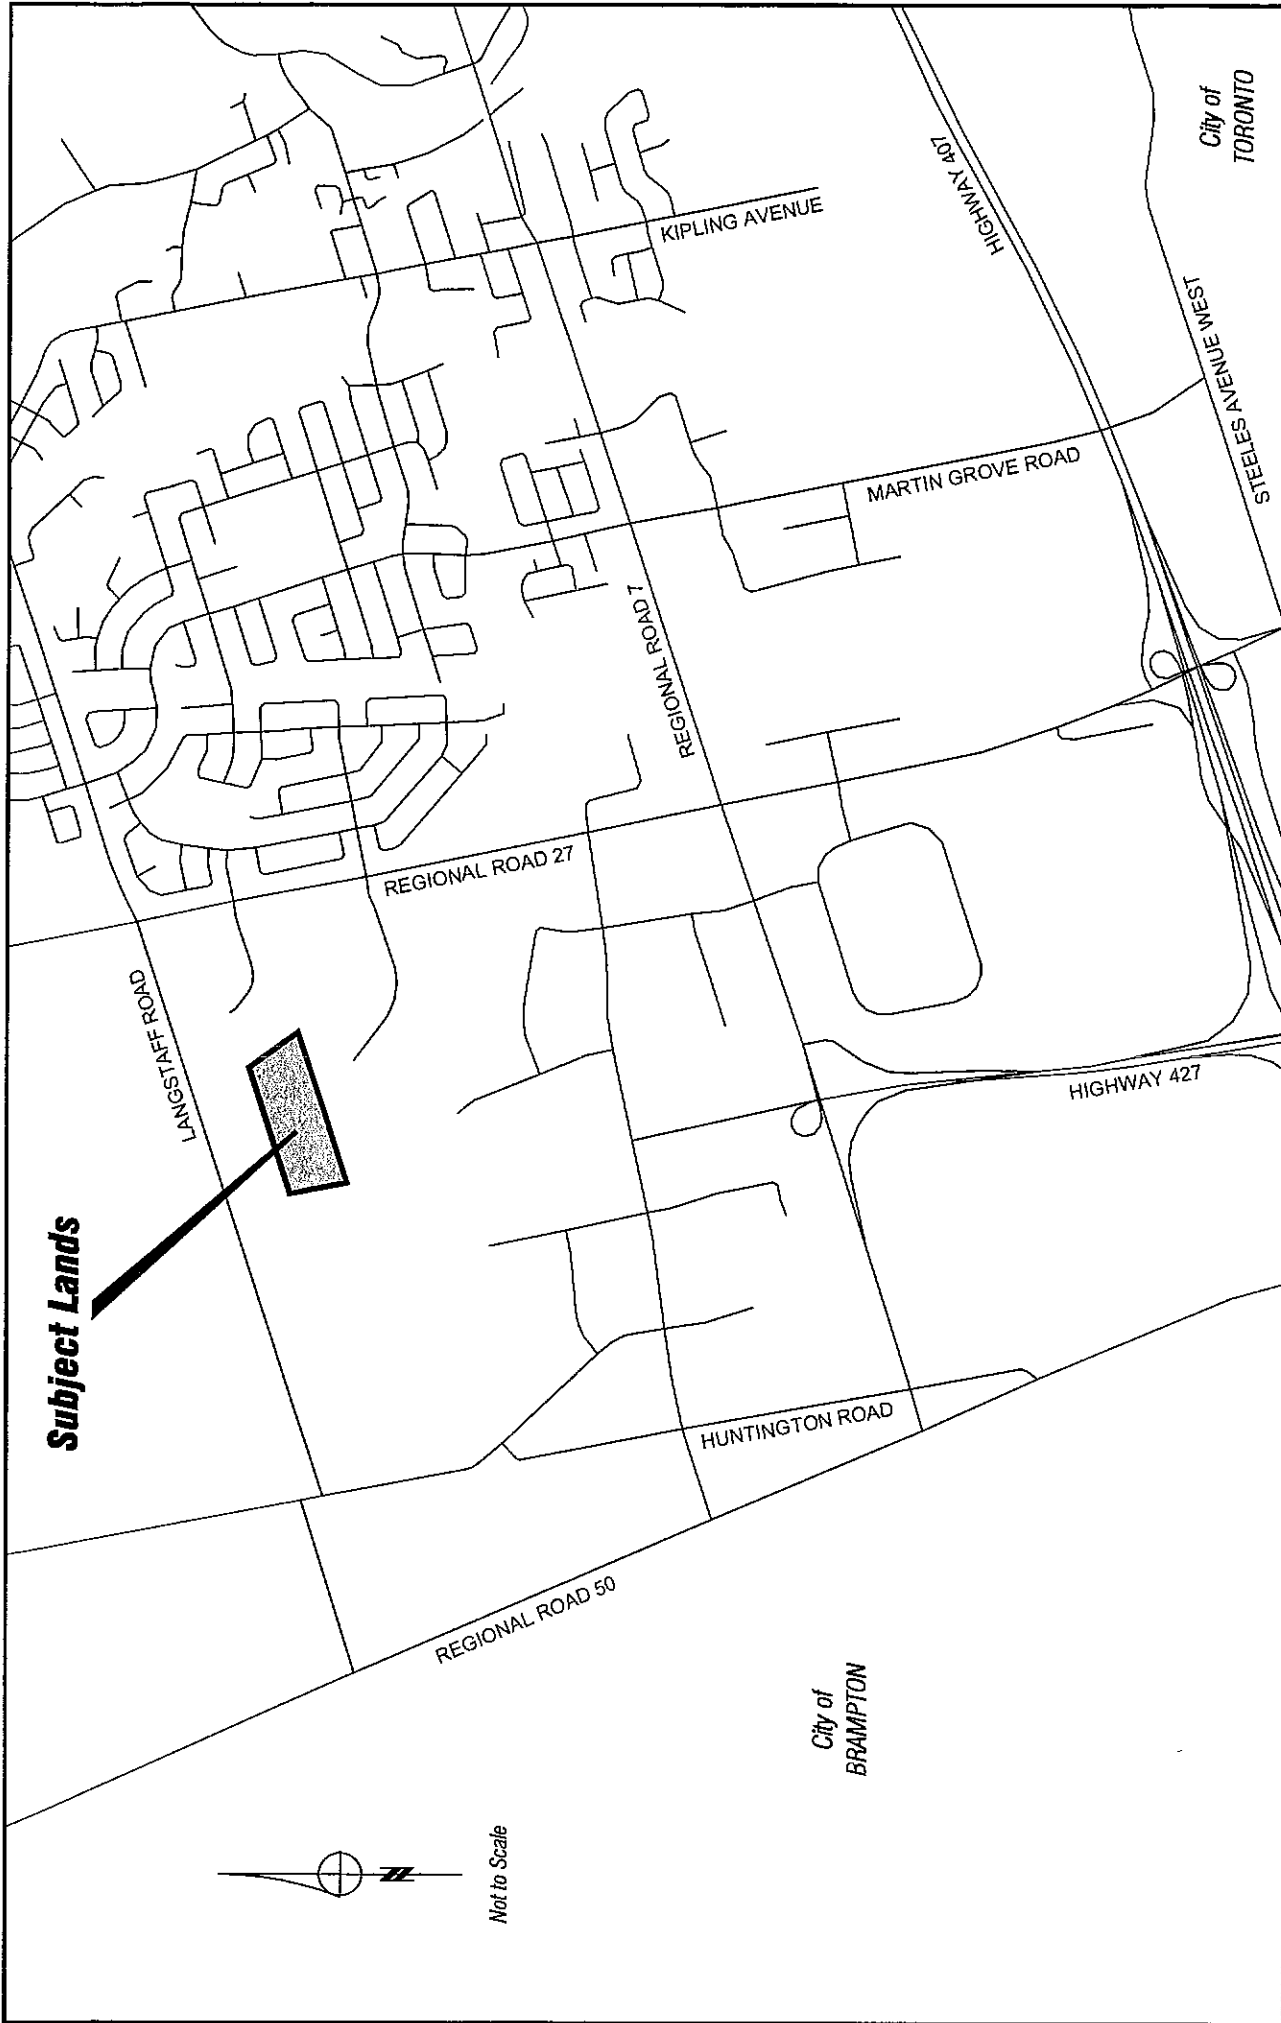 Subject Lands
LANGSTAFF ROAD
REGIONAL ROAD 27
REGIONAL ROAD 7
KIPLING AVENUE
HIGHWAY 407
City of
TORONTO
STEELES AVENUE WEST
MARTIN GROVE ROAD
HIGHWAY 427
HUNTINGTON ROAD
REGIONAL ROAD 50
City of
BRAMPTON
N
Not to Scale